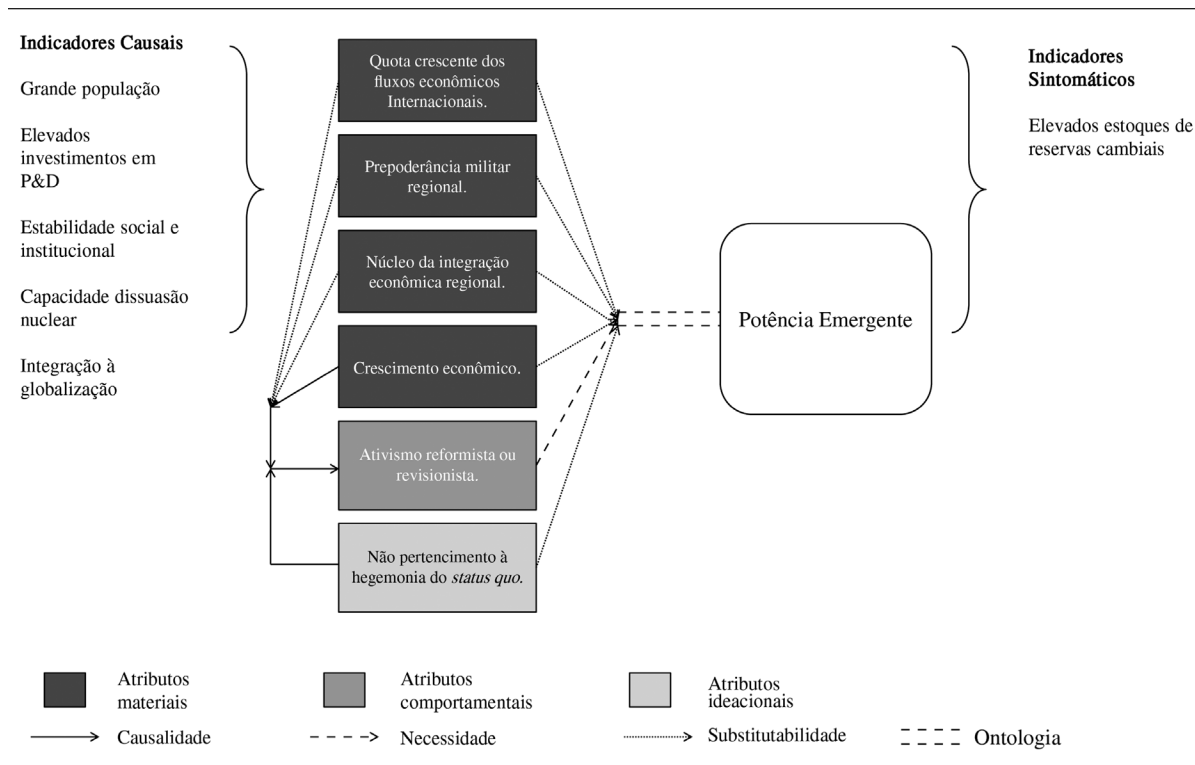 Indicadores Causais
Grande população
Elevados
investimentos em
P&D
Estabilidade social e
institucional
Capacidade dissuasão
nuclear
Integração à
globalização
Quota crescente dos
fluxos econômicos
Internacionais.
Prepoderância militar
regional.
Núcleo da integração
econômica regional.
Crescimento econômico.
Ativismo reformista ou
revisionista.
Não pertencimento à
hegemonia do status quo.
Potência Emergente
Indicadores
Sintomáticos
Elevados estoques de
reservas cambiais
Atributos
materiais
Atributos
comportamentais
Atributos
ideacionais
Causalidade
Necessidade
Substitutabilidade
Ontologia